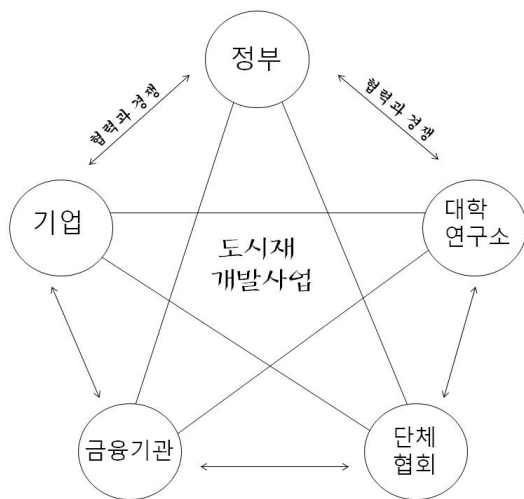 정부
협력과 경쟁
협력과 경쟁
기업
대학
연구소
도시재
개발사업
금융기관
단체
협회